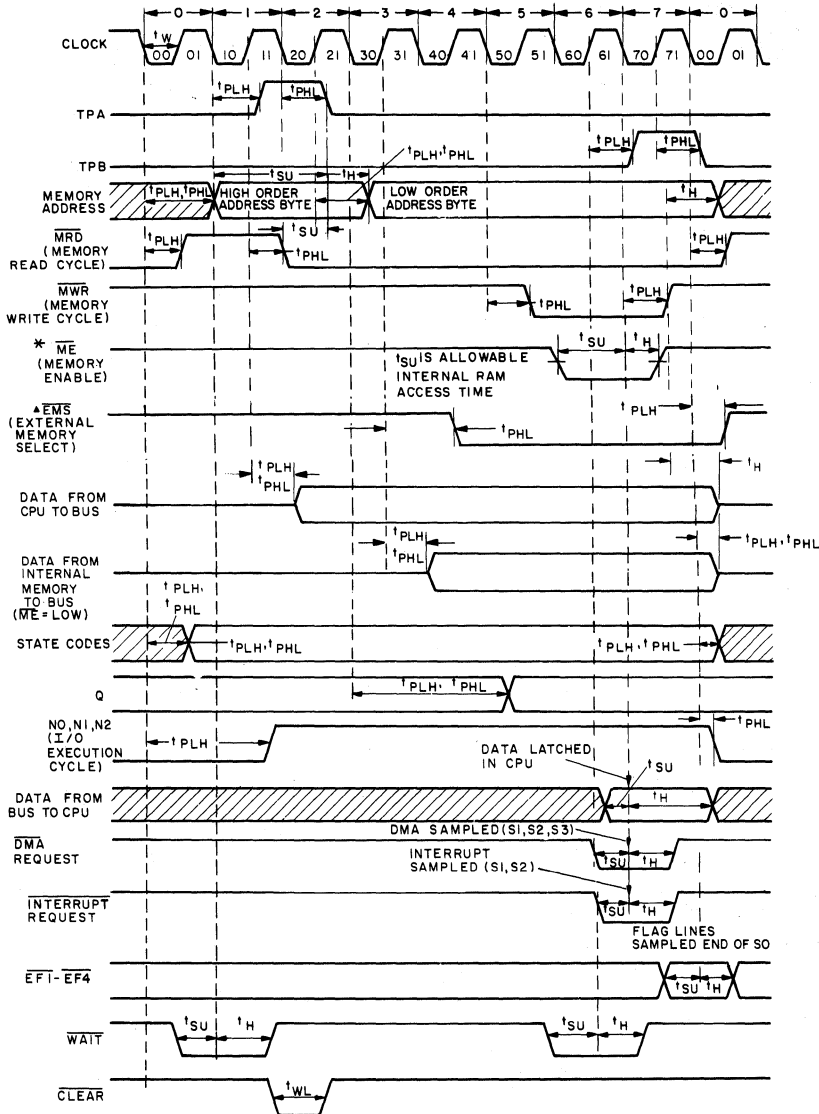 0 1 2 3 4 5 6 7 0
CLOCK
tW
00 01 10 11 20 21 30 31 40 41 50 51 60 61 70 71 00 01
tPLH tPHL
TPA
tPLH,tPHL
tPLH tPHL
TPB
tSU tH
MEMORY
ADDRESS
tPLH,tPHL
HIGH ORDER
ADDRESS BYTE
LOW ORDER
ADDRESS BYTE
tH
tSU
MRD
(MEMORY
READ CYCLE)
tPLH tPHL tPLH
MWR
(MEMORY
WRITE CYCLE)
tPHL tPLH
* ME
(MEMORY
ENABLE)
tSU tH
tSU IS ALLOWABLE
INTERNAL RAM
ACCESS TIME
tPLH
▲EMS
(EXTERNAL
MEMORY
SELECT)
tPHL
tH
tPLH
tPHL
DATA FROM
CPU TO BUS
tPLH
tPHL
tPLH,tPHL
DATA FROM
INTERNAL
MEMORY
TO BUS
(ME=LOW)
tPLH,
tPHL
STATE CODES
tPLH,tPHL tPLH,tPHL
Q
tPLH, tPHL
N0,N1,N2
(I/O
EXECUTION
CYCLE)
tPLH
tPHL
DATA LATCHED
IN CPU
tSU
DATA FROM
BUS TO CPU
tH
DMA SAMPLED (S1,S2,S3)
DMA
REQUEST
tSU tH
INTERRUPT
SAMPLED (S1,S2)
INTERRUPT
REQUEST
tSU tH
FLAG LINES
SAMPLED END OF SO
EF1-EF4
tSU tH
WAIT
tSU tH tSU tH
CLEAR
tWL